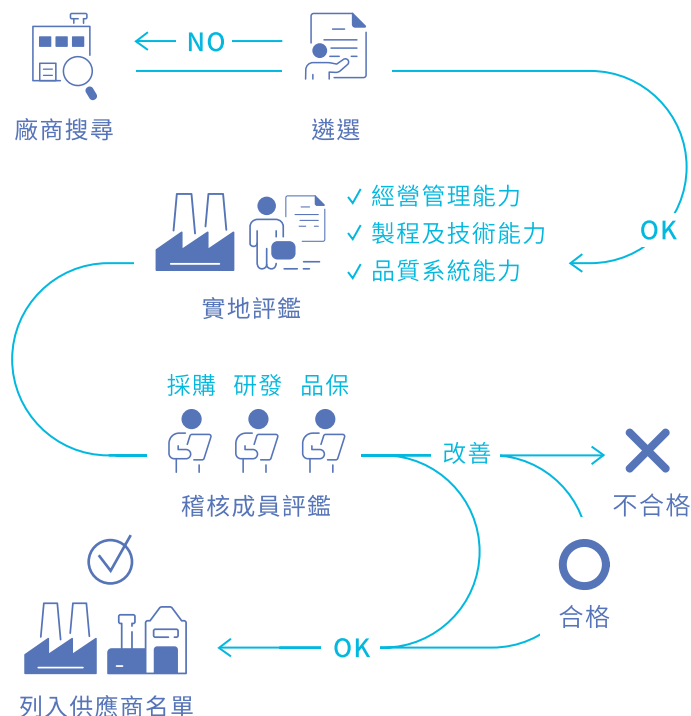 NO
廠商搜尋
遴選
經營管理能力
製程及技術能力
品質系統能力
OK
實地評鑑
採購 研發 品保
改善
稽核成員評鑑
不合格
合格
OK
列入供應商名單